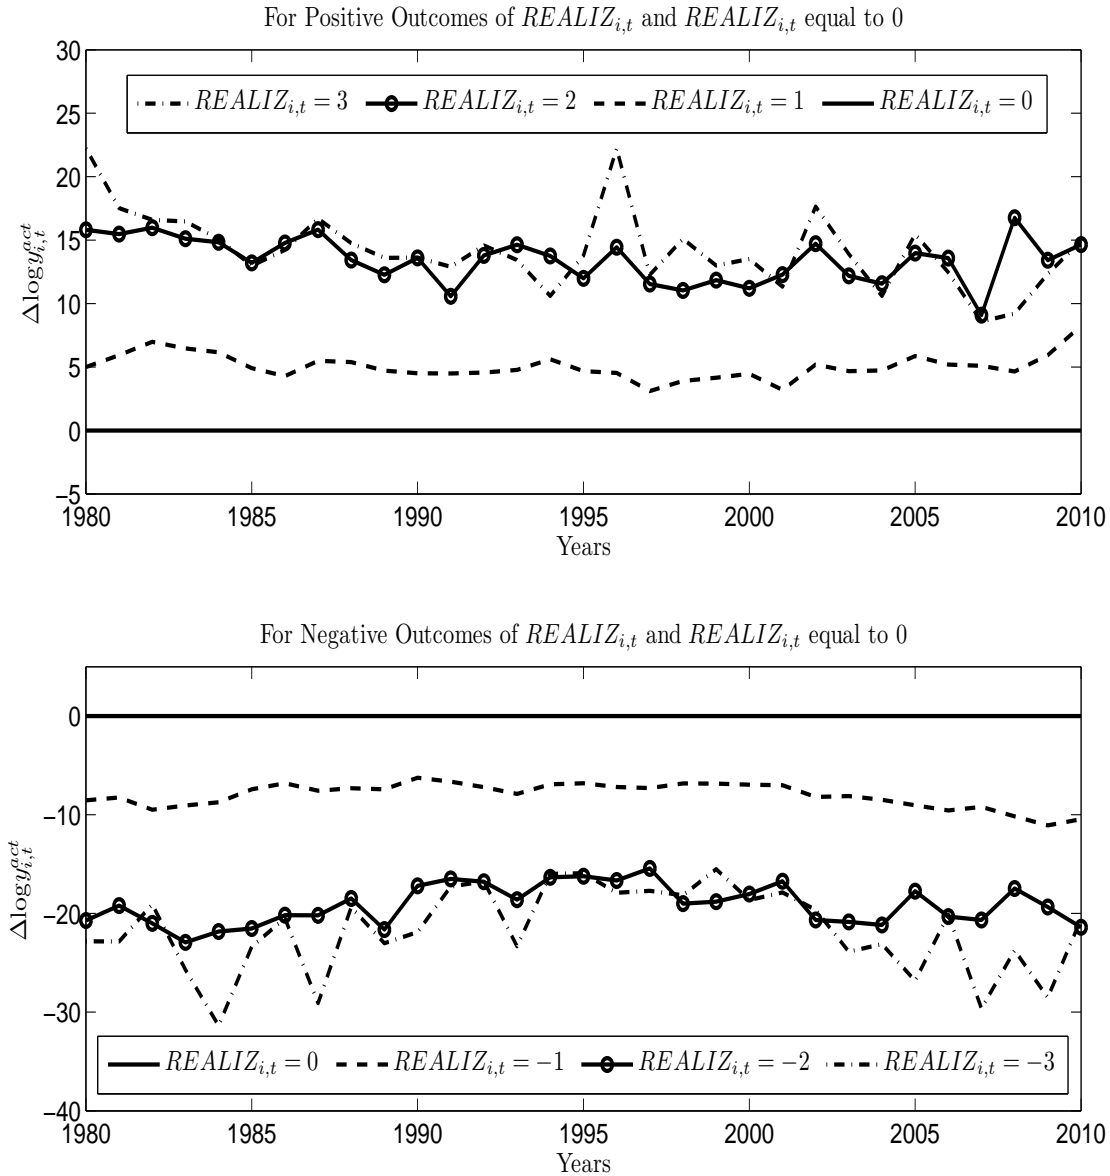 For Positive Outcomes of REALIZ_{i,t} and REALIZ_{i,t} equal to 0
30
25
20
15
10
5
0
−5
Δlogy_{i,t}^{act}
REALIZ_{i,t} = 3 REALIZ_{i,t} = 2 REALIZ_{i,t} = 1 REALIZ_{i,t} = 0
1980 1985 1990 1995 2000 2005 2010
Years
For Negative Outcomes of REALIZ_{i,t} and REALIZ_{i,t} equal to 0
0
−10
−20
−30
−40
Δlogy_{i,t}^{act}
REALIZ_{i,t} = 0 REALIZ_{i,t} = −1 REALIZ_{i,t} = −2 REALIZ_{i,t} = −3
1980 1985 1990 1995 2000 2005 2010
Years